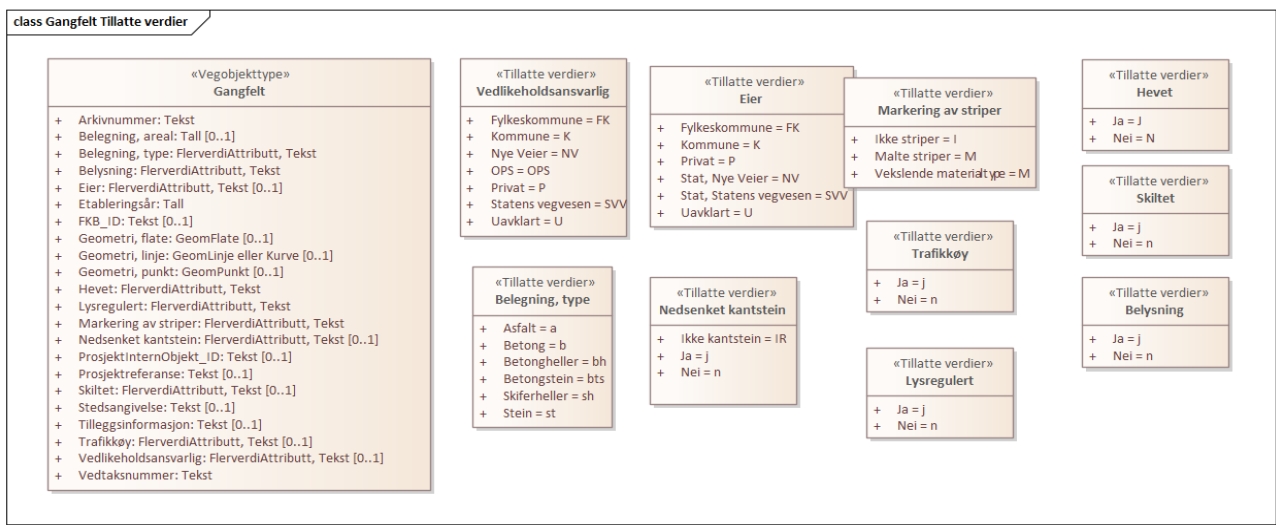 class Gangfelt Tillatte verdier
«Vegobjekttype»
Gangfelt
+ Arkivnummer: Tekst
+ Belegning, areal: Tall [0..1]
+ Belegning, type: FlerverdiAttributt, Tekst
+ Belysning: FlerverdiAttributt, Tekst
+ Eier: FlerverdiAttributt, Tekst [0..1]
+ Etableringsår: Tall
+ FKB_ID: Tekst [0..1]
+ Geometri, flate: GeomFlate [0..1]
+ Geometri, linje: GeomLinje eller Kurve [0..1]
+ Geometri, punkt: GeomPunkt [0..1]
+ Hevet: FlerverdiAttributt, Tekst
+ Lysregulert: FlerverdiAttributt, Tekst
+ Markering av striper: FlerverdiAttributt, Tekst
+ Nedsenket kantstein: FlerverdiAttributt, Tekst [0..1]
+ ProsjektInternObjekt_ID: Tekst [0..1]
+ Prosjektreferanse: Tekst [0..1]
+ Skiltet: FlerverdiAttributt, Tekst [0..1]
+ Stedsangivelse: Tekst [0..1]
+ Tilleggsinformasjon: Tekst [0..1]
+ Trafikkøy: FlerverdiAttributt, Tekst [0..1]
+ Vedlikeholdsansvarlig: FlerverdiAttributt, Tekst [0..1]
+ Vedtaksnummer: Tekst
«Tillatte verdier»
Vedlikeholdsansvarlig
+ Fylkeskommune = FK
+ Kommune = K
+ Nye Veier = NV
+ OPS = OPS
+ Privat = P
+ Statens vegvesen = SVV
+ Uavklart = U
«Tillatte verdier»
Eier
+ Fylkeskommune = FK
+ Kommune = K
+ Privat = P
+ Stat, Nye Veier = NV
+ Stat, Statens vegvesen = SVV
+ Uavklart = U
«Tillatte verdier»
Markering av striper
+ Ikke striper = I
+ Malte striper = M
+ Vekslende materialtype = M
«Tillatte verdier»
Hevet
+ Ja = J
+ Nei = N
«Tillatte verdier»
Skiltet
+ Ja = j
+ Nei = n
«Tillatte verdier»
Trafikkøy
+ Ja = j
+ Nei = n
«Tillatte verdier»
Belegning, type
+ Asfalt = a
+ Betong = b
+ Betongheller = bh
+ Betongstein = bts
+ Skiferheller = sh
+ Stein = st
«Tillatte verdier»
Nedsenket kantstein
+ Ikke kantstein = IR
+ Ja = j
+ Nei = n
«Tillatte verdier»
Belysning
+ Ja = j
+ Nei = n
«Tillatte verdier»
Lysregulert
+ Ja = j
+ Nei = n